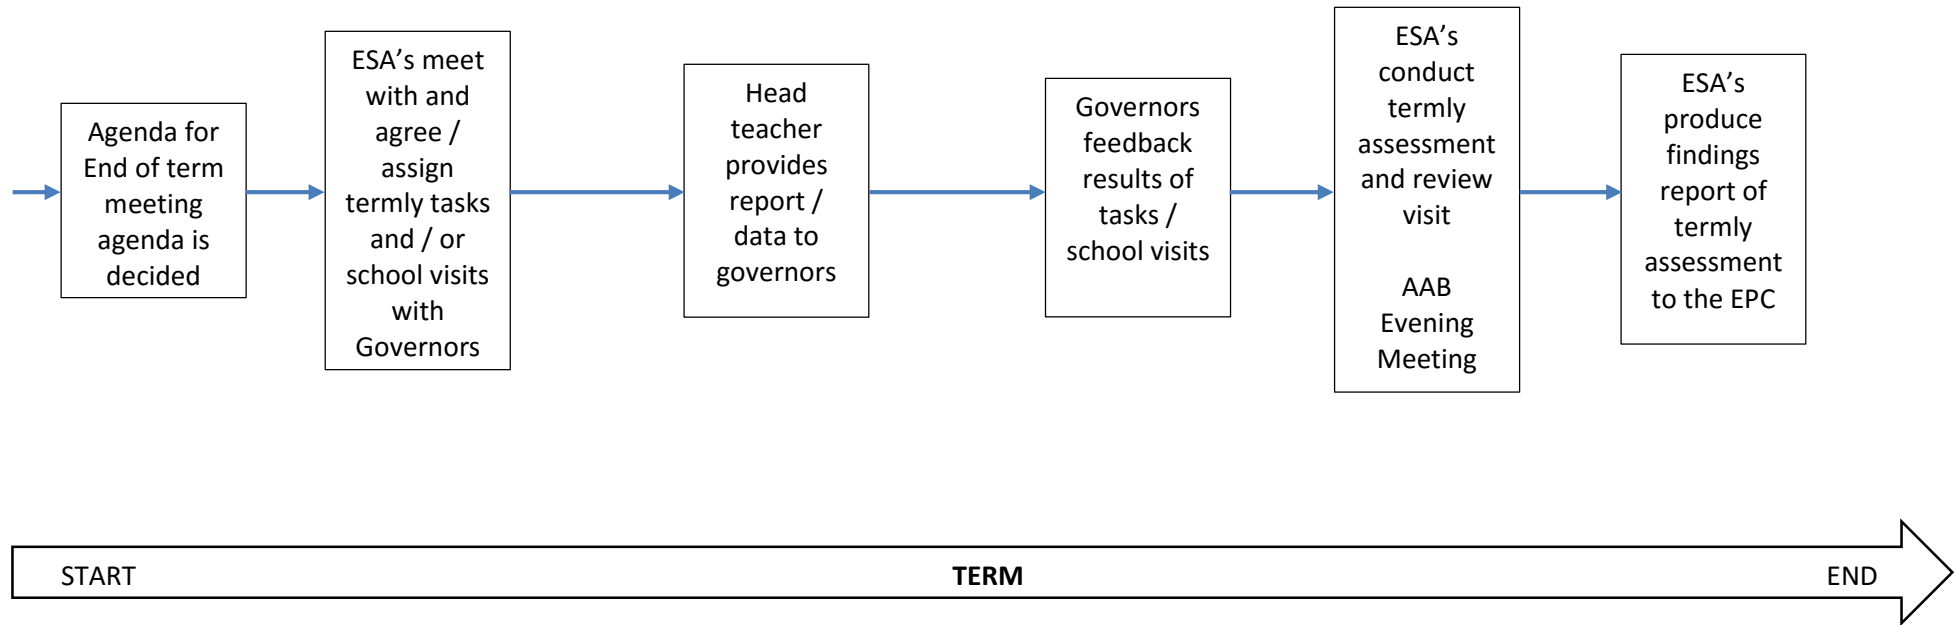 Agenda for
End of term
meeting
agenda is
decided
ESA’s meet
with and
agree /
assign
termly tasks
and / or
school visits
with
Governors
Head
teacher
provides
report /
data to
governors
Governors
feedback
results of
tasks /
school visits
ESA’s
conduct
termly
assessment
and review
visit
AAB
Evening
Meeting
ESA’s
produce
findings
report of
termly
assessment
to the EPC
START TERM END